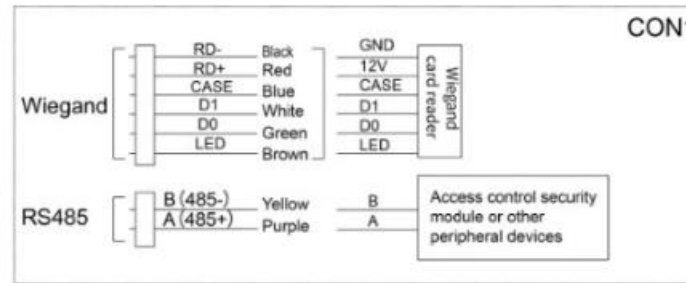 CON
Wiegand
RD- Black GND
RD+ Red 12V
CASE Blue CASE
D1 White D1
D0 Green D0
LED Brown LED
Wiegand card reader
RS485
B (485-) Yellow B
A (485+) Purple A
Access control security
module or other
peripheral devices